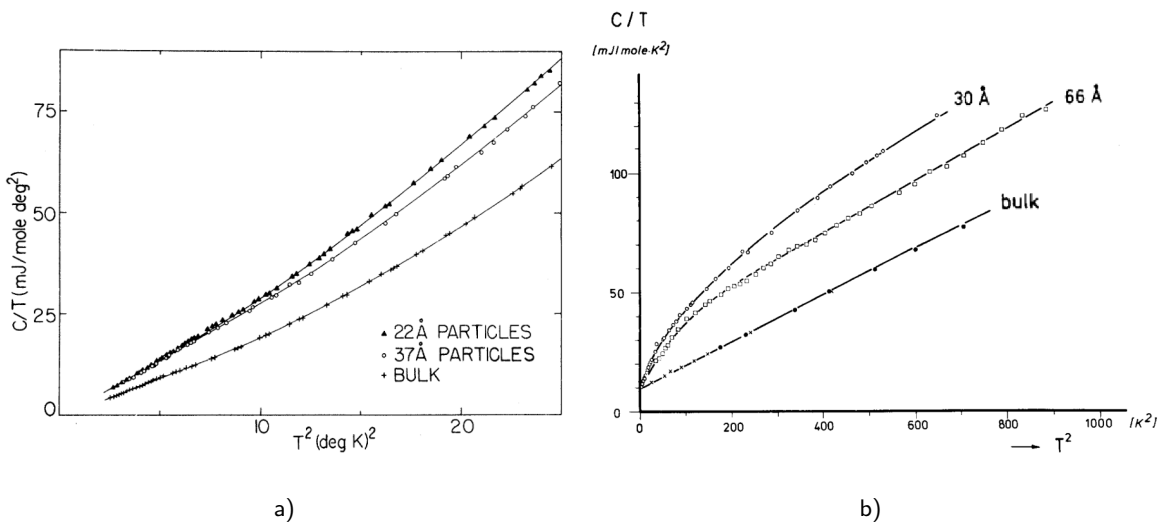 75
50
25
0
C/T (mJ/mole deg²)
▲ 22Å PARTICLES
○ 37Å PARTICLES
+ BULK
10
20
T² (deg K)²
a)
C/T
[mJ/mole·K²]
30 Å
66 Å
bulk
100
50
0
0
200
400
600
800
1000
[K²]
→ T²
b)